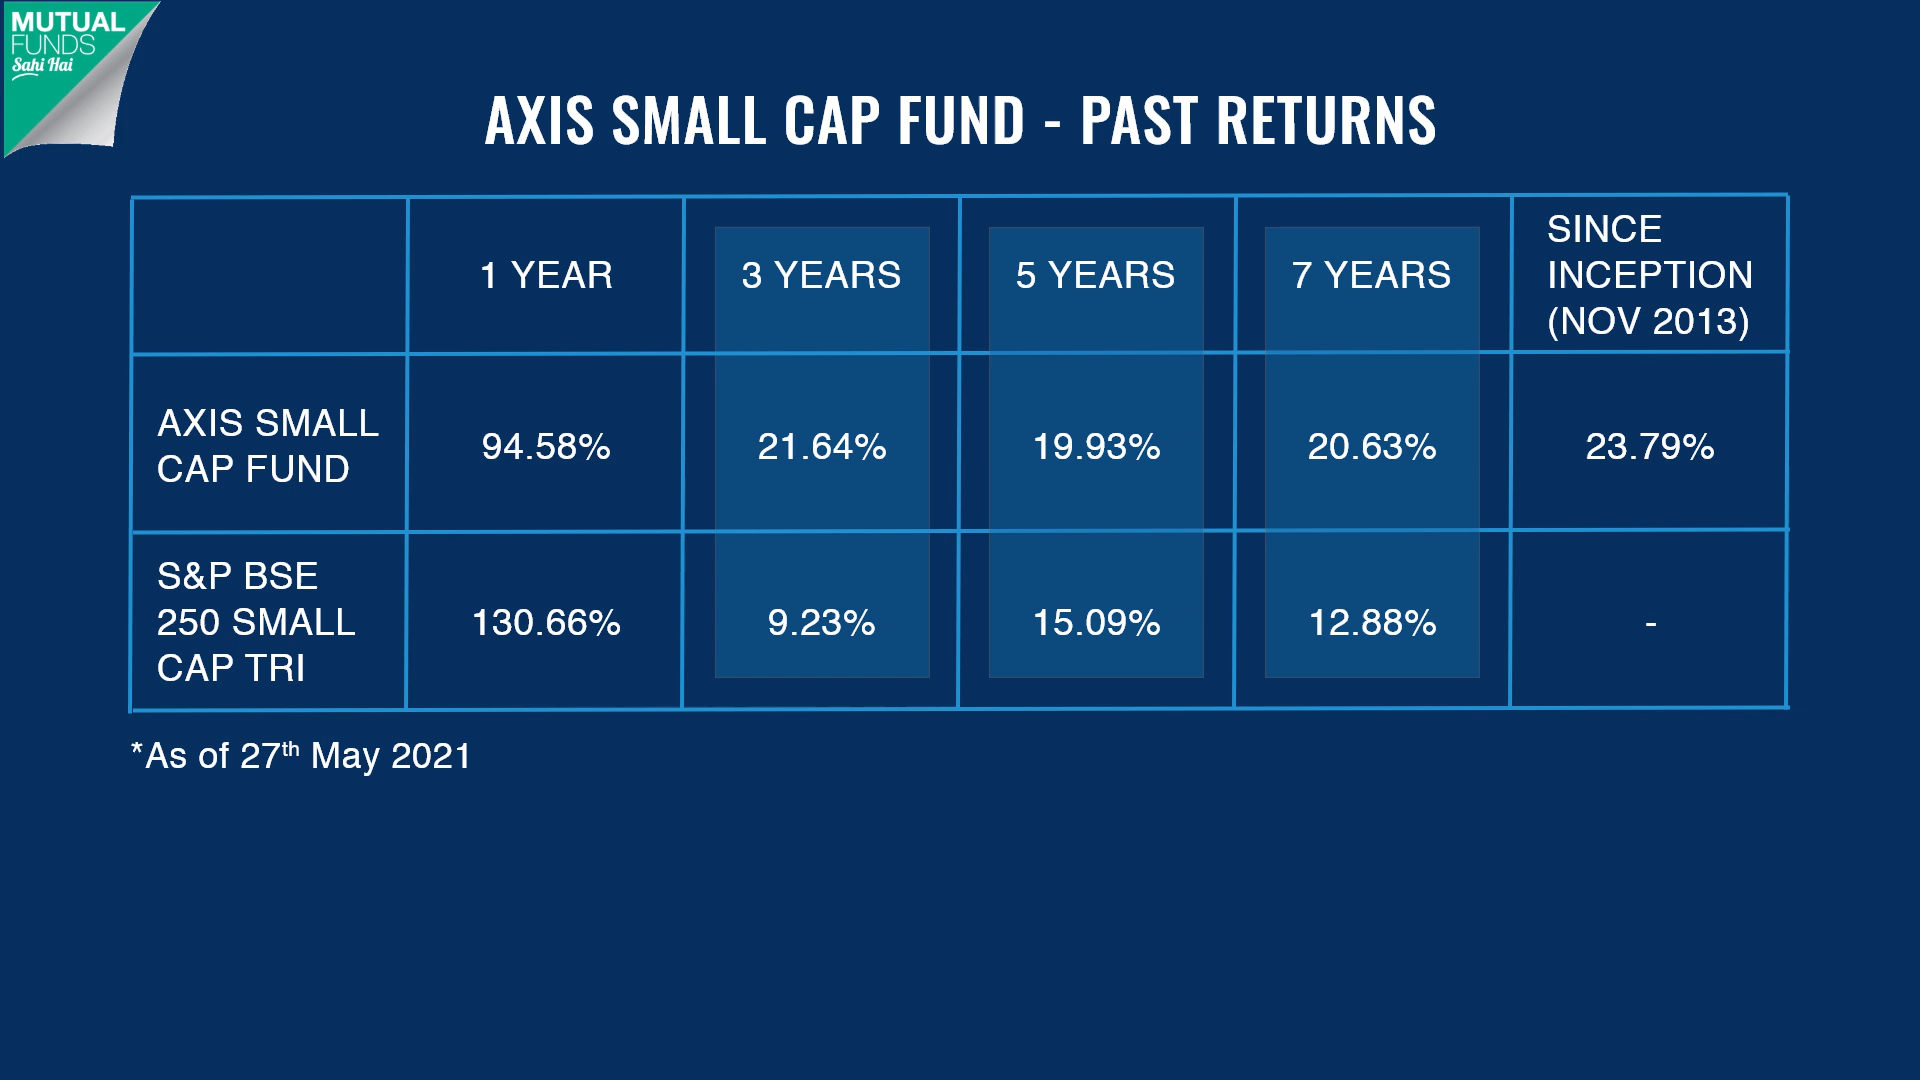 MUTUAL
FUNDS
Sahi Hai
AXIS SMALL CAP FUND - PAST RETURNS
1 YEAR
3 YEARS
5 YEARS
7 YEARS
SINCE
INCEPTION
(NOV 2013)
AXIS SMALL
CAP FUND
94.58%
21.64%
19.93%
20.63%
23.79%
S&P BSE
250 SMALL
CAP TRI
130.66%
9.23%
15.09%
12.88%
-
*As of 27th May 2021